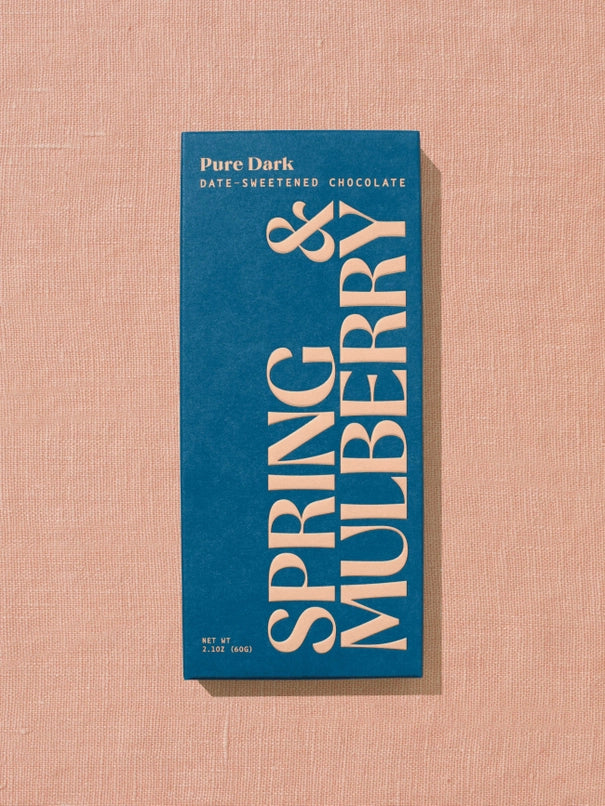 Pure Dark
DATE-SWEETENED CHOCOLATE
SPRING &
MULBERRY
NET WT
2.1OZ (60G)